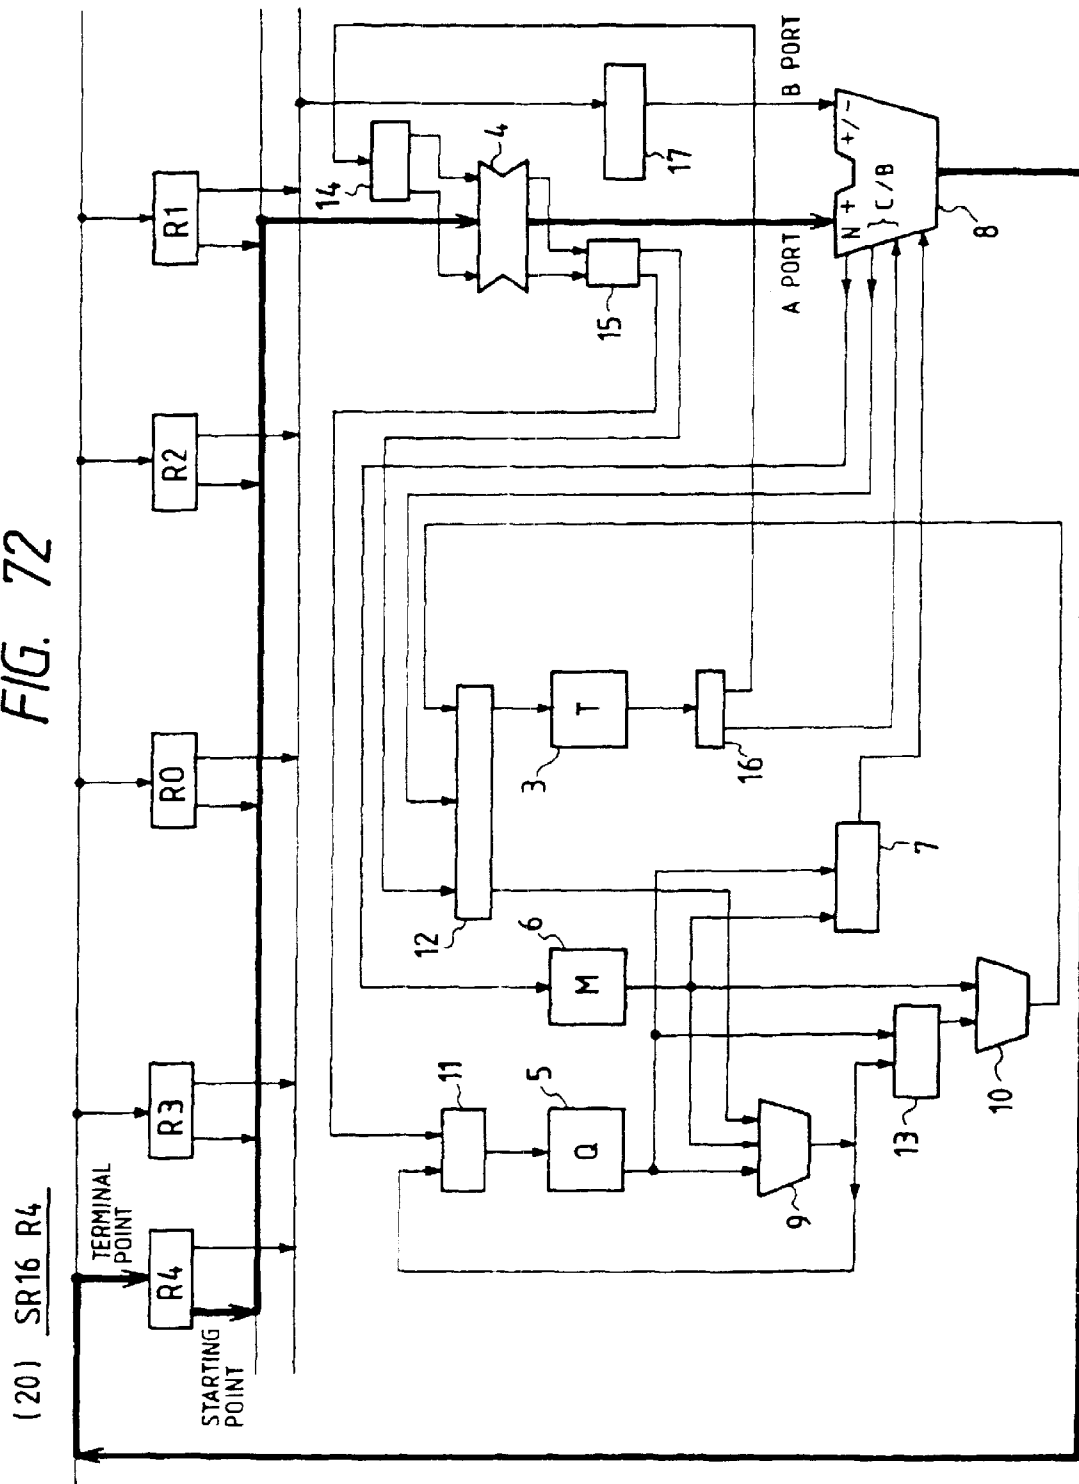 FIG. 72
(20) SR16 R4
TERMINAL
POINT
STARTING
POINT
R4
R3
R0
R2
R1
14
4
15
17
A PORT
B PORT
N + +/-
} C/B
8
12
3
T
16
6
M
7
11
5
Q
9
13
10